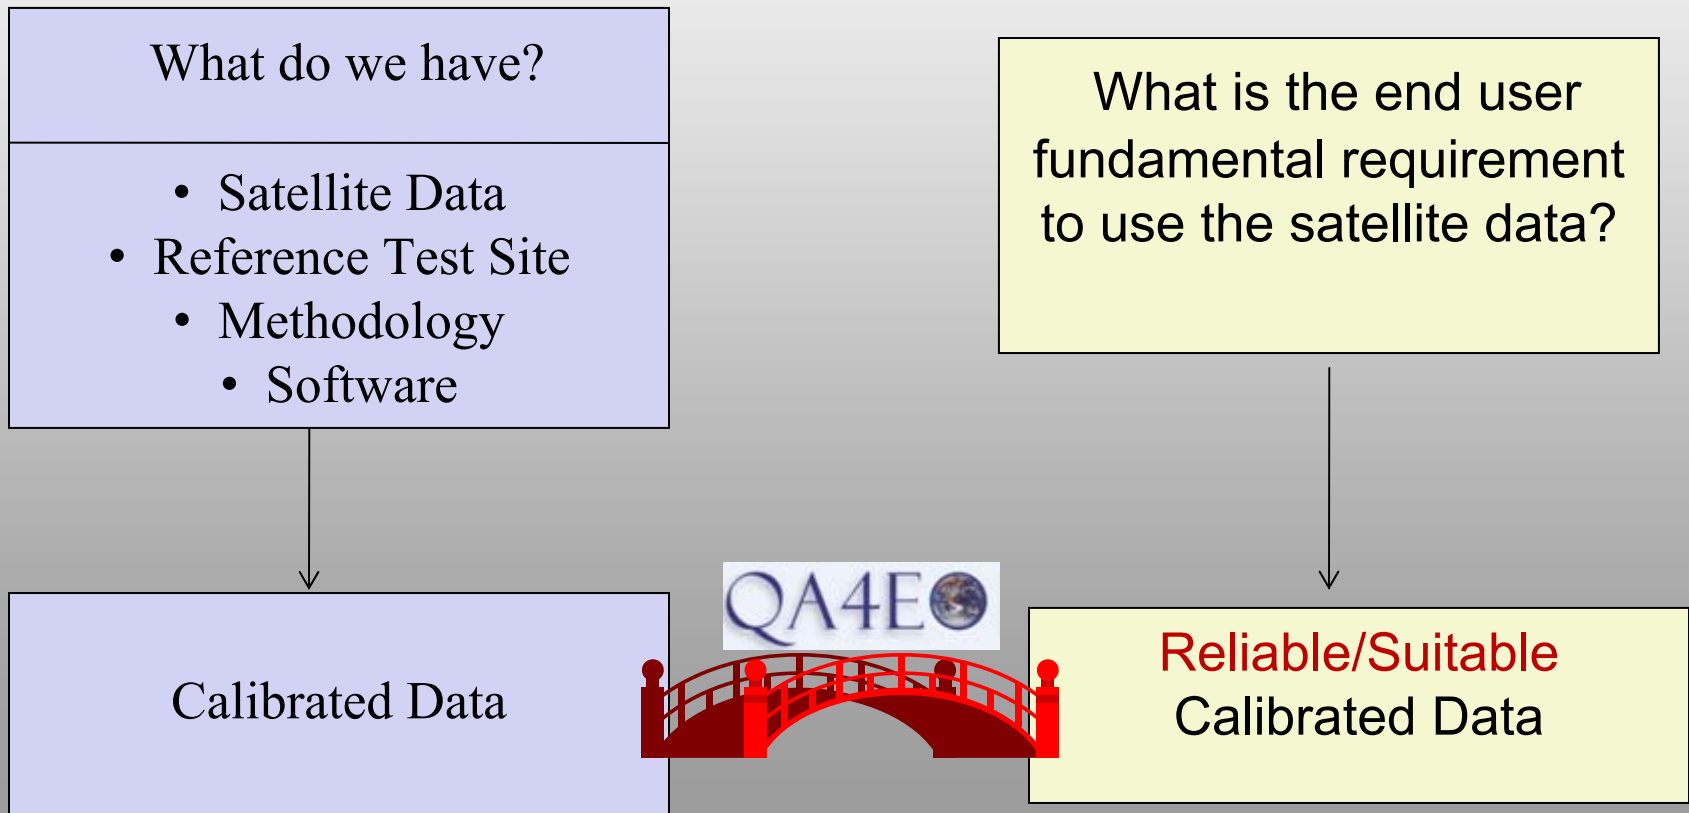 What do we have?
• Satellite Data
• Reference Test Site
• Methodology
• Software
Calibrated Data
What is the end user
fundamental requirement
to use the satellite data?
QA4EO
Reliable/Suitable
Calibrated Data